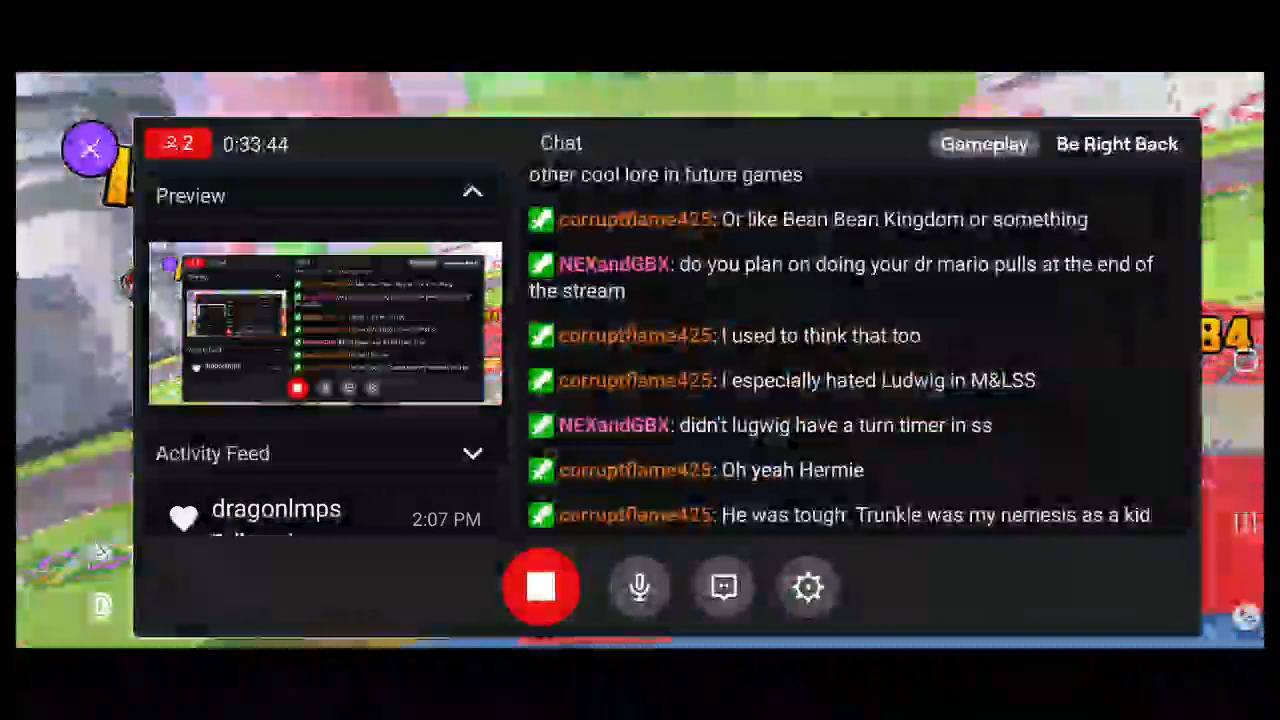 2
0:33:44
Chat
Gameplay
Be Right Back
Preview
other cool lore in future games
corruptflame425: Or like Bean Bean Kingdom or something
NEXandGBX: do you plan on doing your dr mario pulls at the end of
the stream
corruptflame425: I used to think that too
corruptflame425: I especially hated Ludwig in M&LSS
NEXandGBX: didn't lugwig have a turn timer in ss
corruptflame425: Oh yeah Hermie
corruptflame425: He was tough. Trunkle was my nemesis as a kid
Activity Feed
dragonlmps
2:07 PM
84